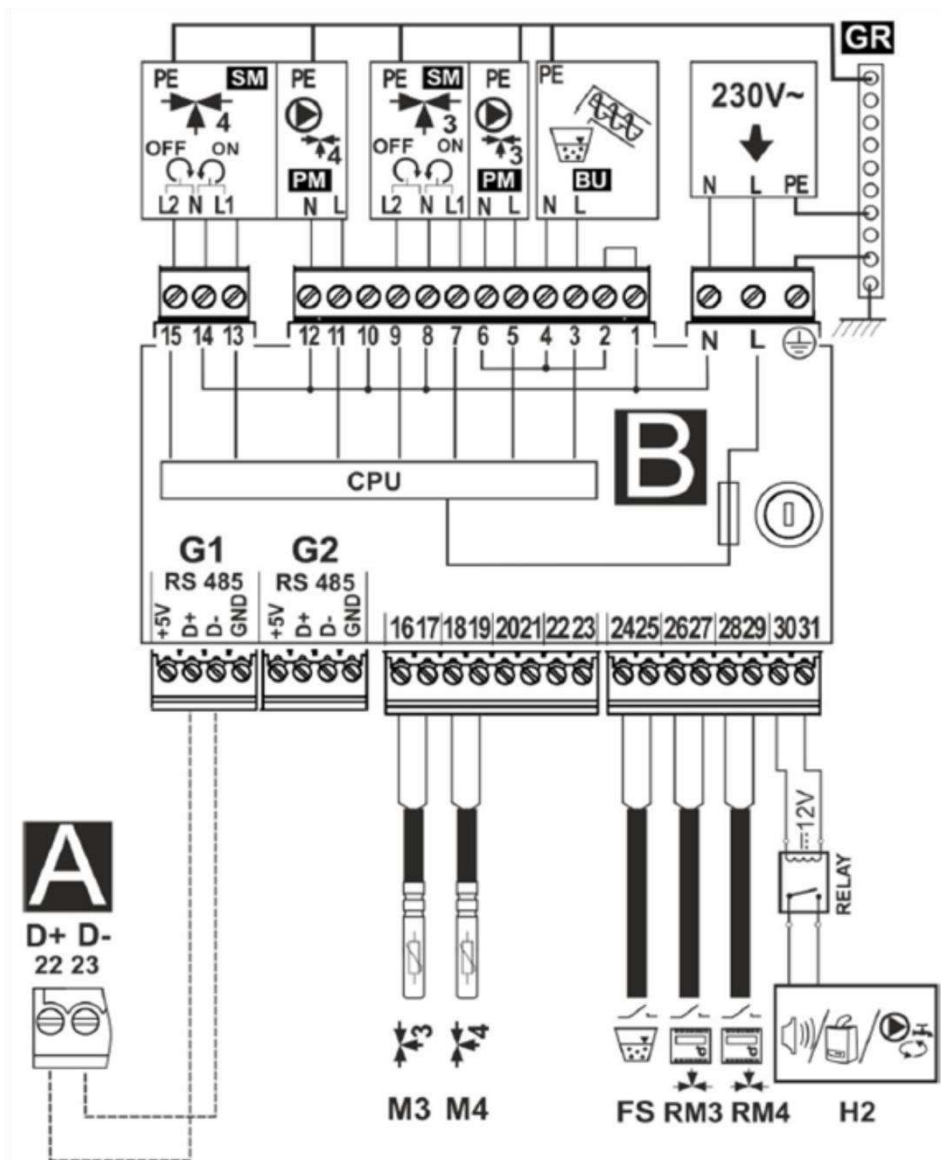 GR
PE SM PE PE SM PE PE
230V~
4 4 3 3
OFF ON OFF ON
PM PM BU
N L PE
L2 N L1 N L L2 N L1 N L N L
15 14 13 12 11 10 9 8 7 6 5 4 3 2 1 N L
B
CPU
G1 G2
RS 485 RS 485
+5V D+ D- GND +5V D+ D- GND
16 17 18 19 20 21 22 23 24 25 26 27 28 29 30 31
12V
RELAY
A
D+ D-
22 23
3 4
M3 M4 FS RM3 RM4 H2